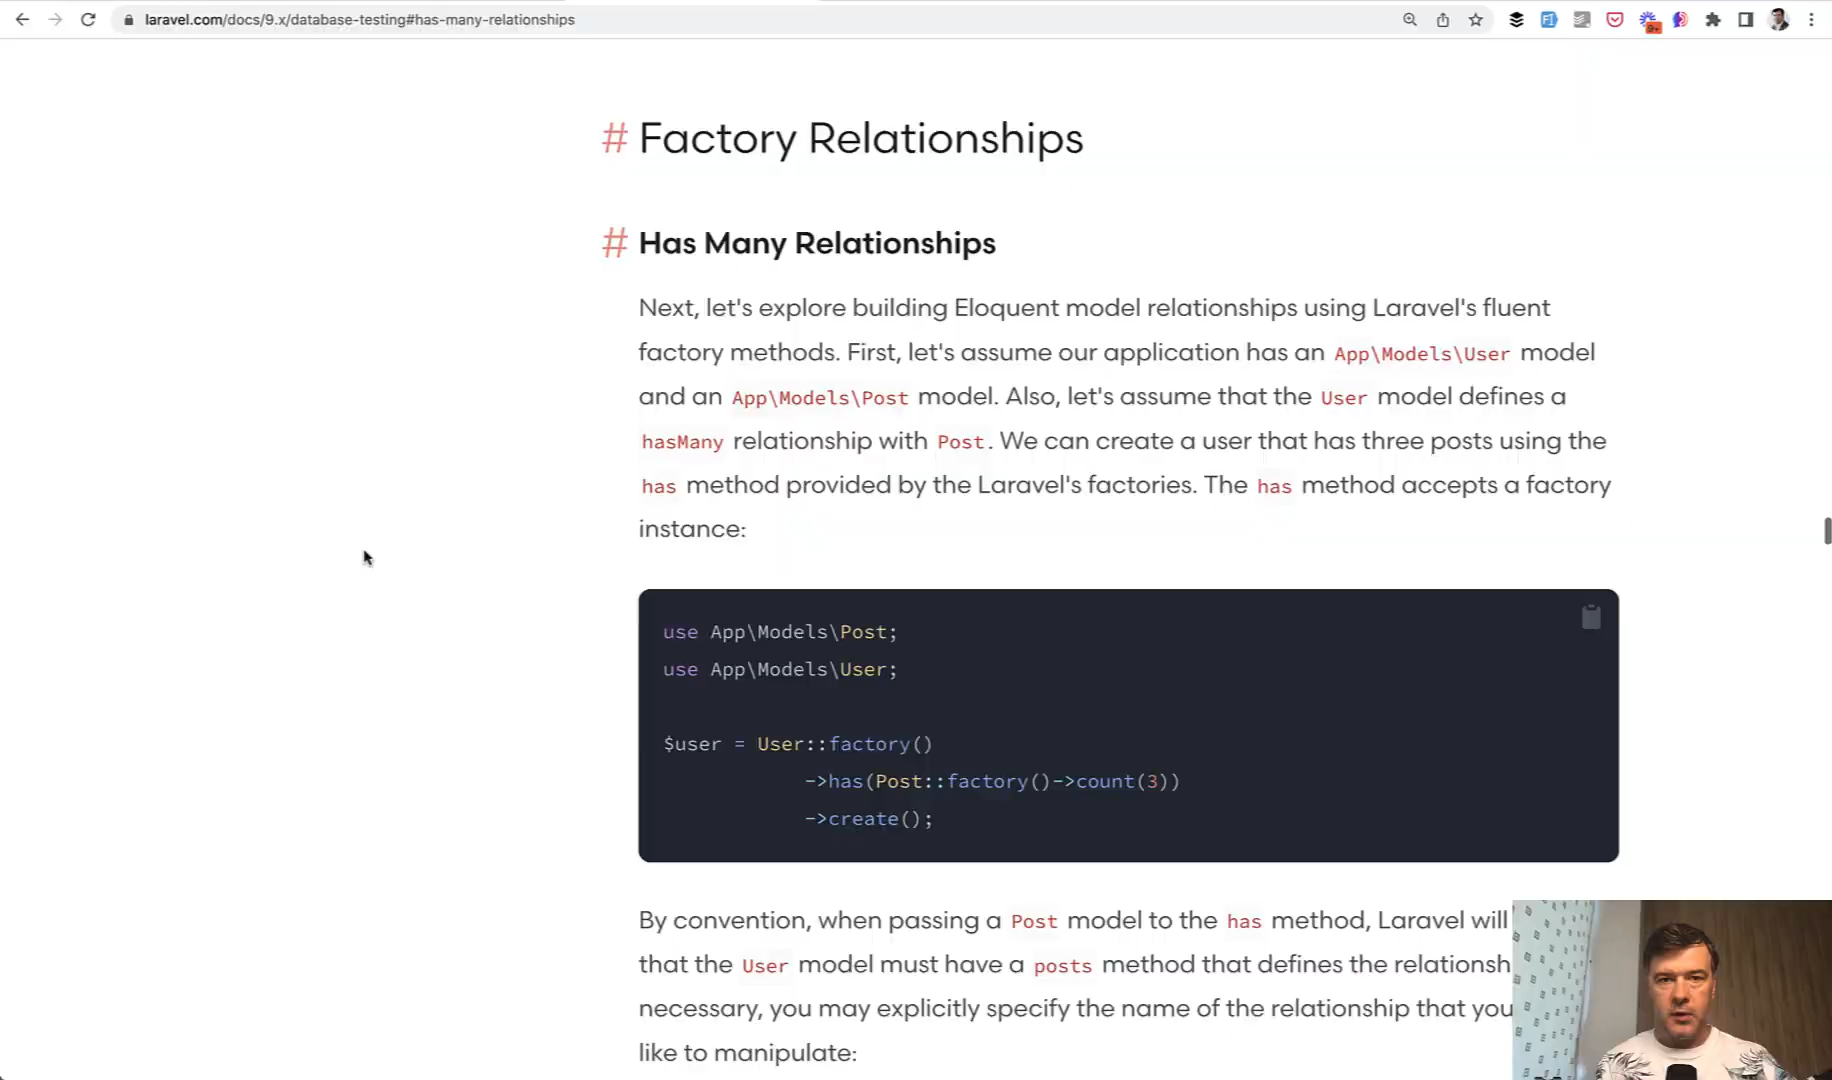 laravel.com/docs/9.x/database-testing#has-many-relationships
9+
# Factory Relationships
# Has Many Relationships
Next, let's explore building Eloquent model relationships using Laravel's fluent
factory methods. First, let's assume our application has an App\Models\User model
and an App\Models\Post model. Also, let's assume that the User model defines a
hasMany relationship with Post. We can create a user that has three posts using the
has method provided by the Laravel's factories. The has method accepts a factory
instance:
use App\Models\Post;
use App\Models\User;
$user = User::factory()
->has(Post::factory()->count(3))
->create();
By convention, when passing a Post model to the has method, Laravel will
that the User model must have a posts method that defines the relationsh
necessary, you may explicitly specify the name of the relationship that you
like to manipulate: